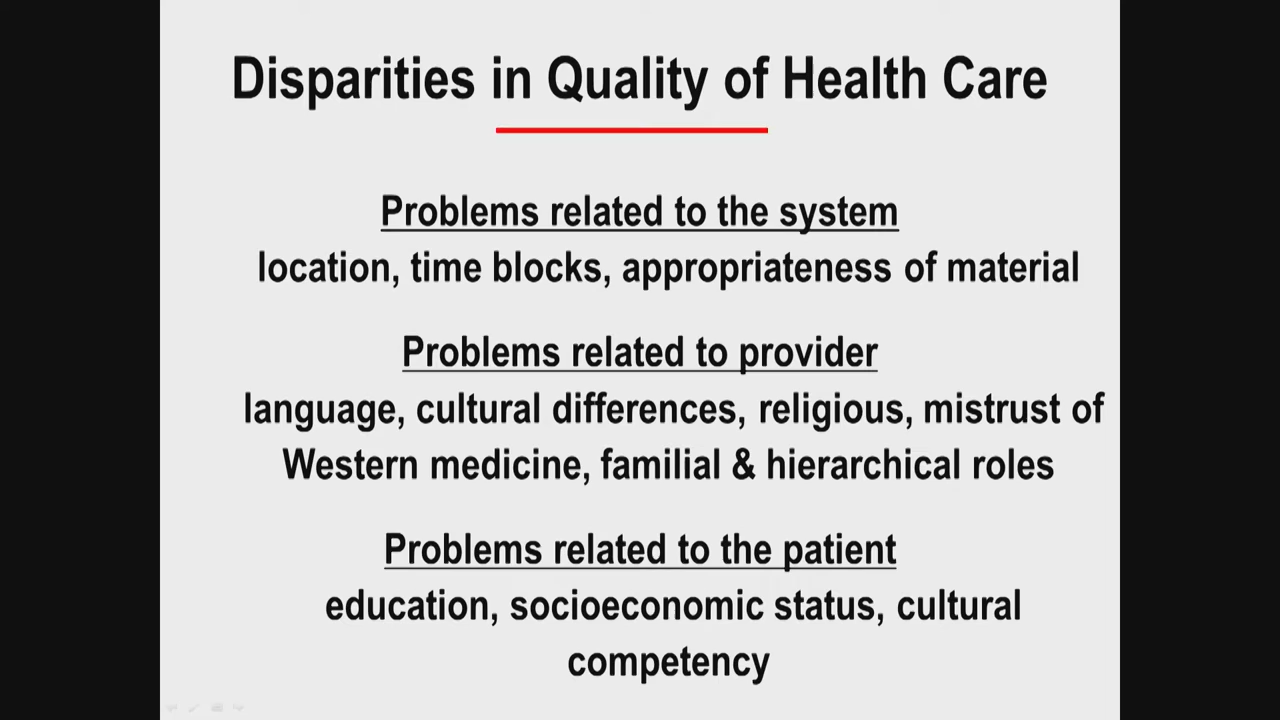 Disparities in Quality of Health Care
Problems related to the system
location, time blocks, appropriateness of material
Problems related to provider
language, cultural differences, religious, mistrust of
Western medicine, familial & hierarchical roles
Problems related to the patient
education, socioeconomic status, cultural
competency